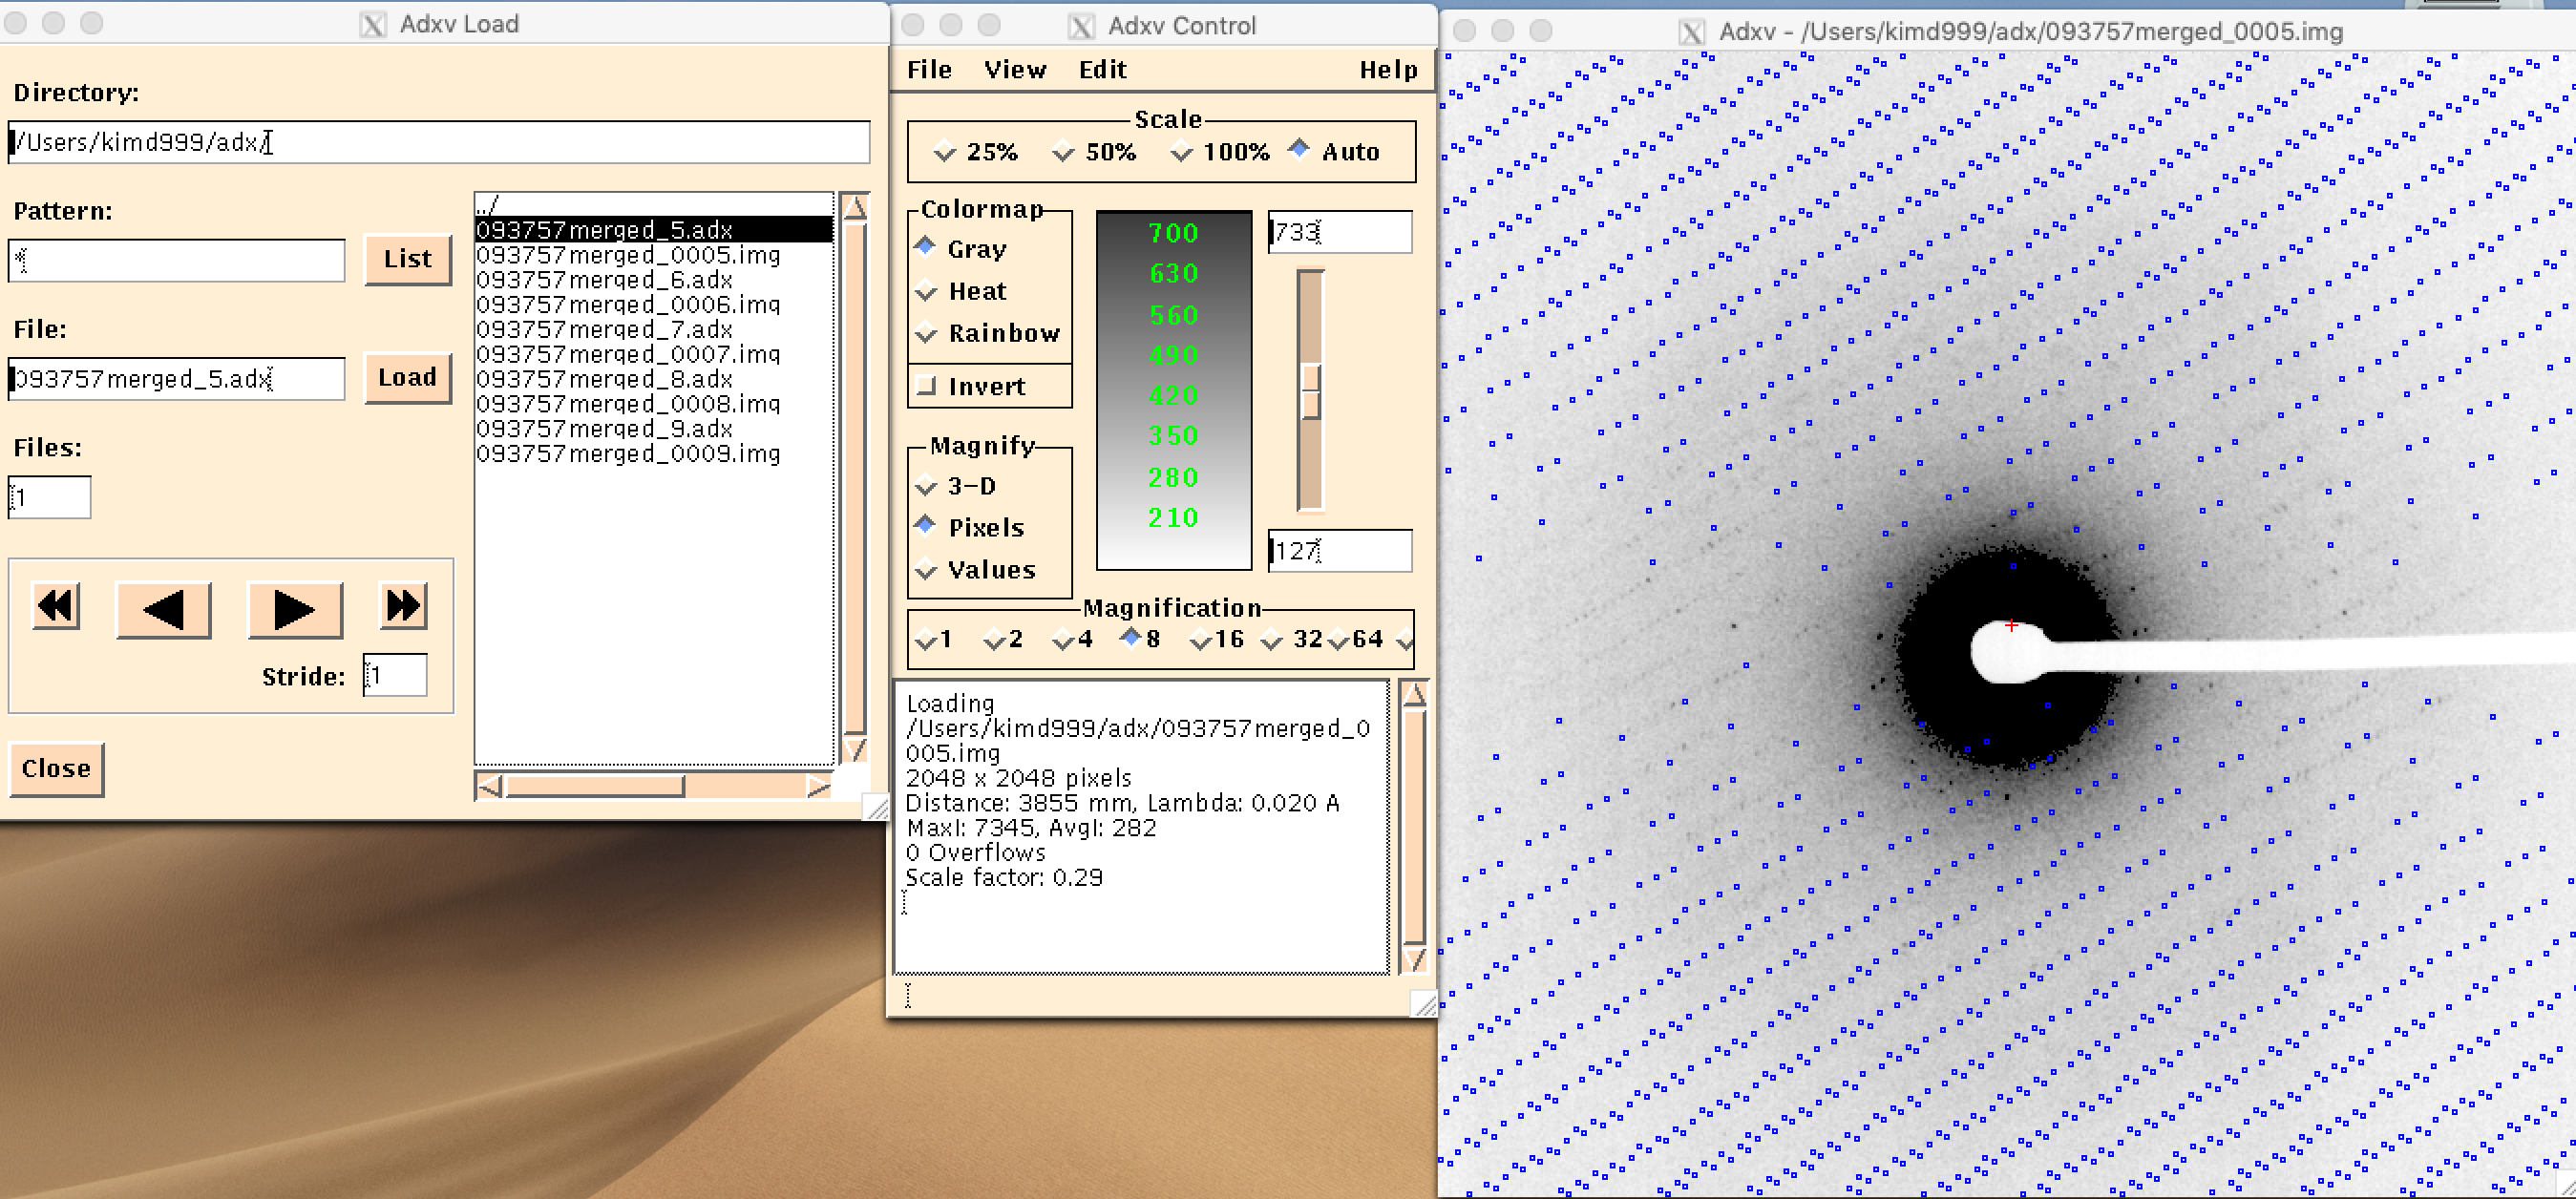 Adxv Load
Directory:
/Users/kimd999/adx/
Pattern:
*
List
File:
093757merged_5.adx
Load
Files:
1
Stride: 1
Close
../
093757merged_5.adx
093757merged_0005.img
093757merged_6.adx
093757merged_0006.img
093757merged_7.adx
093757merged_0007.img
093757merged_8.adx
093757merged_0008.img
093757merged_9.adx
093757merged_0009.img
Adxv Control
File View Edit Help
Scale
25% 50% 100% Auto
Colormap
Gray
Heat
Rainbow
Invert
Magnify
3-D
Pixels
Values
700
630
560
490
420
350
280
210
733
127
Magnification
1 2 4 8 16 32 64
Loading
/Users/kimd999/adx/093757merged_0
005.img
2048 x 2048 pixels
Distance: 3855 mm, Lambda: 0.020 A
MaxI: 7345, AvgI: 282
0 Overflows
Scale factor: 0.29
Adxv - /Users/kimd999/adx/093757merged_0005.img